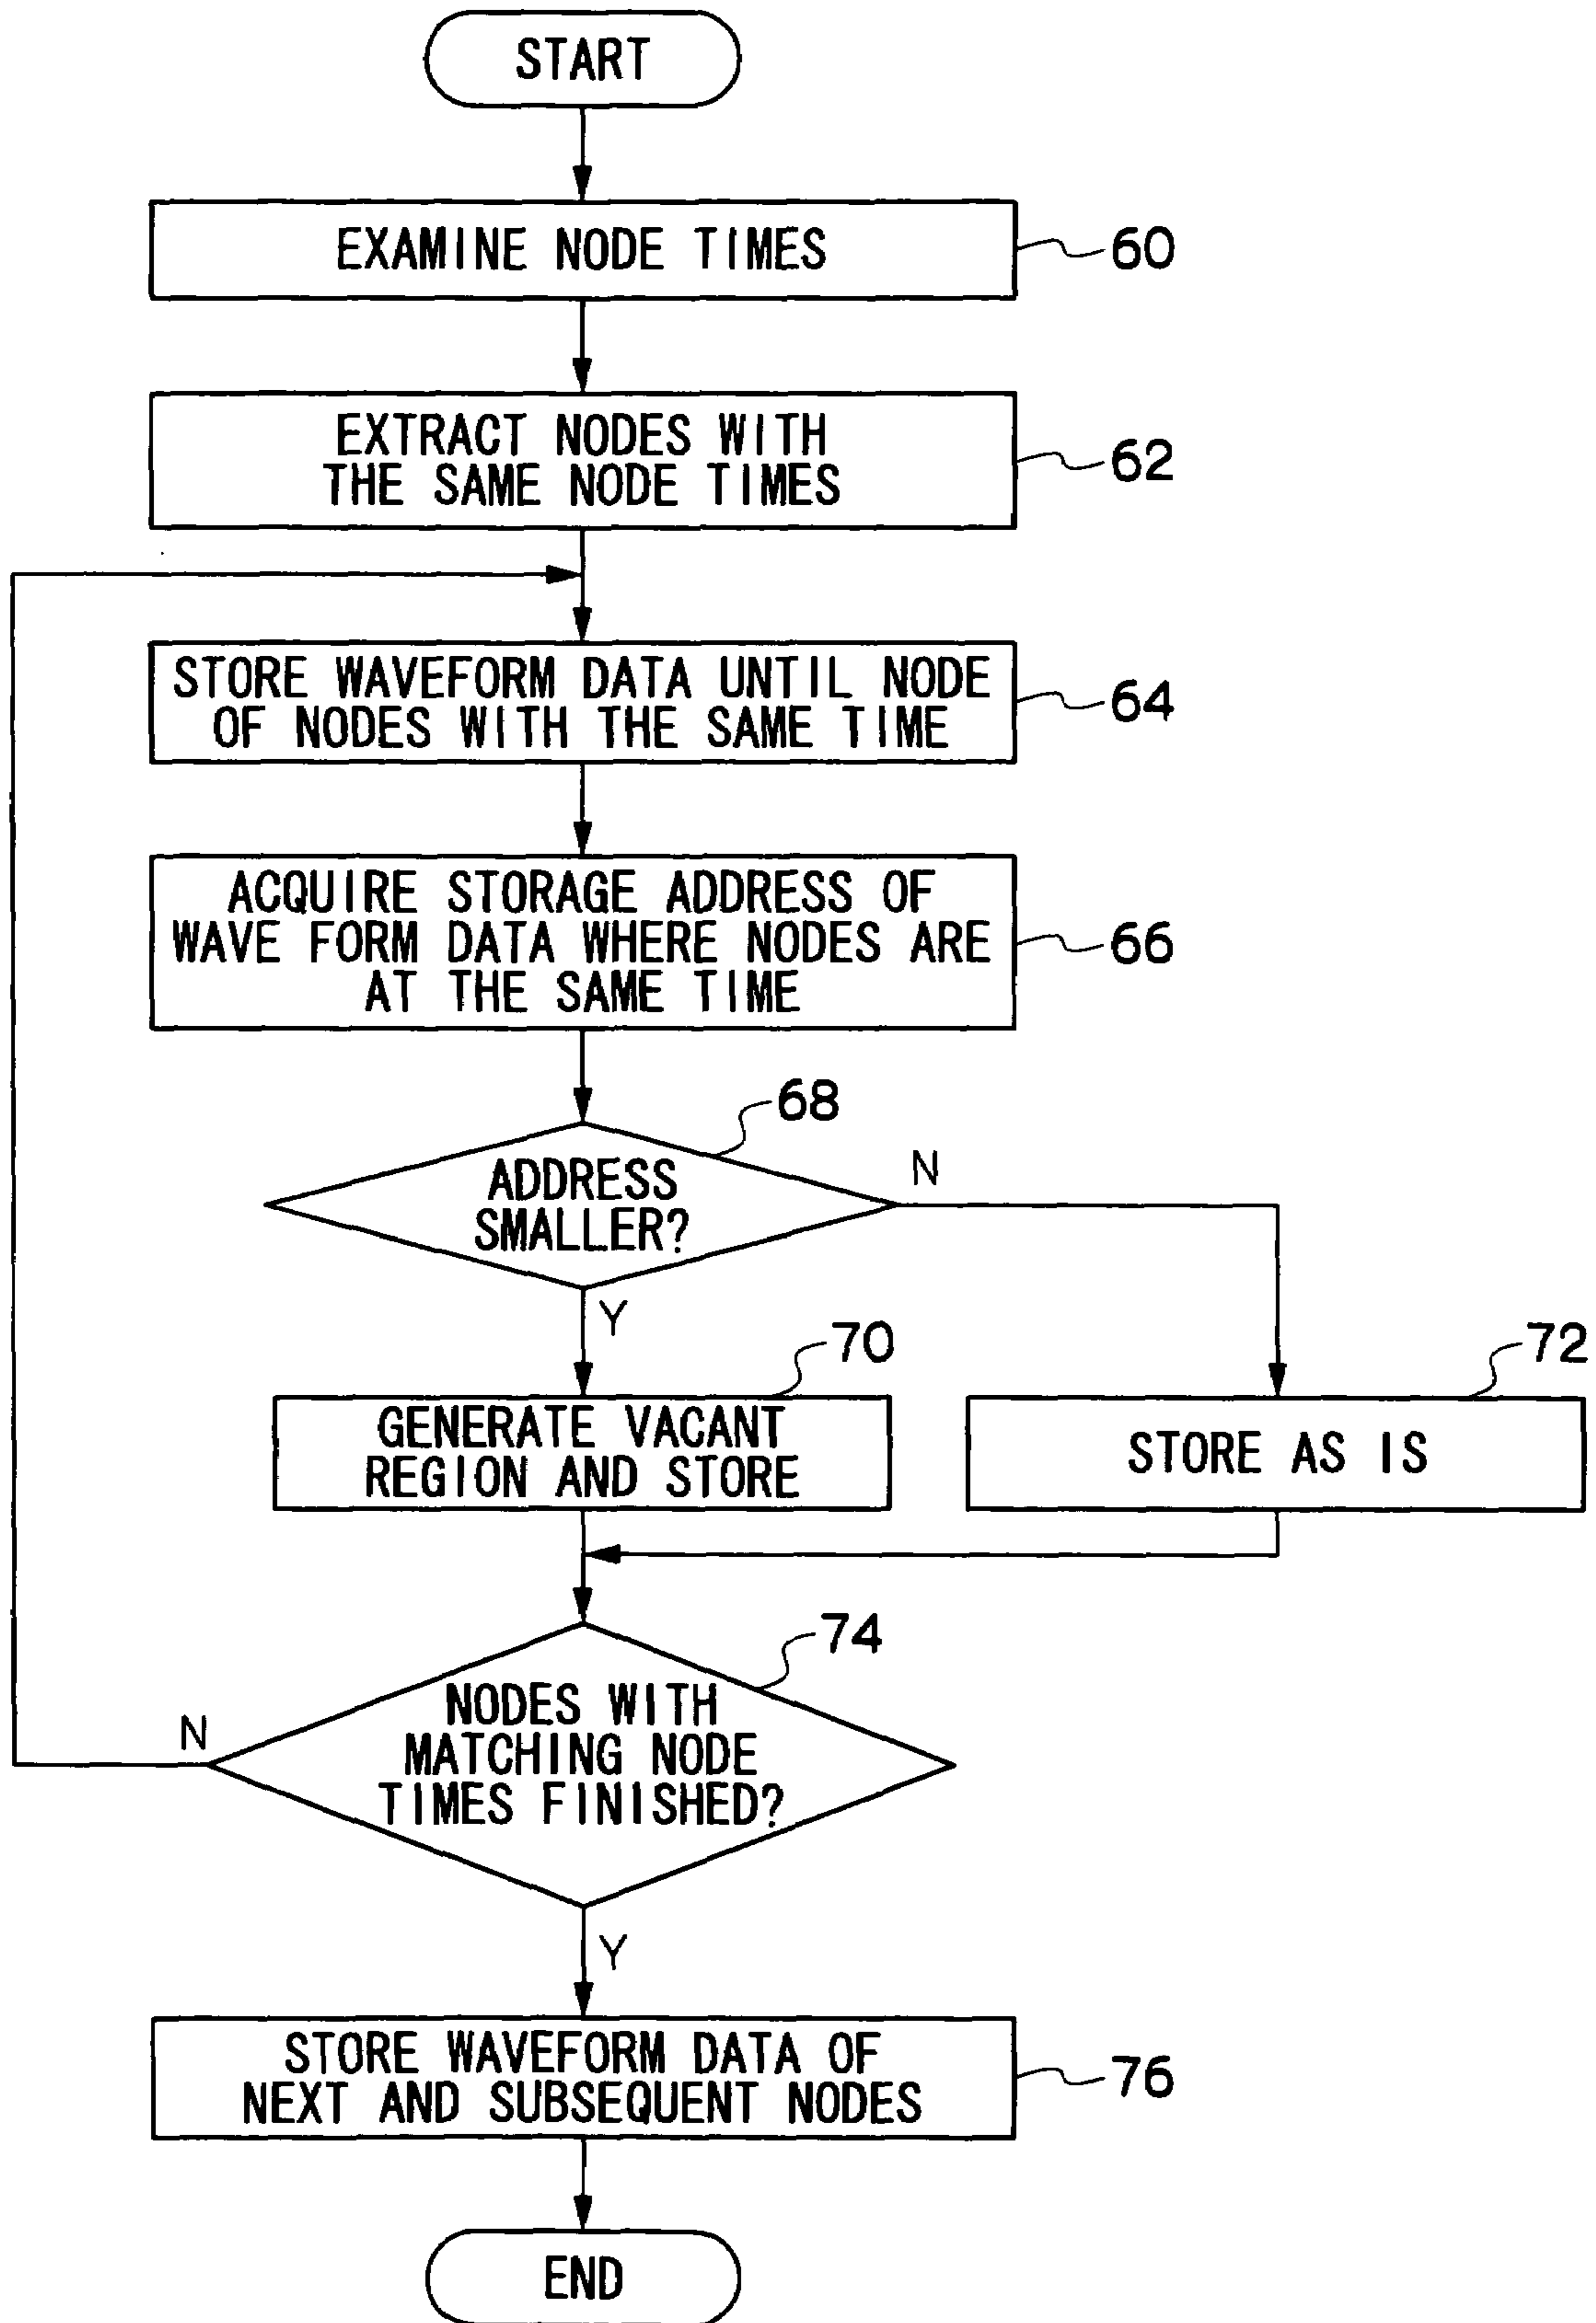 START
EXAMINE NODE TIMES
60
EXTRACT NODES WITH
THE SAME NODE TIMES
62
STORE WAVEFORM DATA UNTIL NODE
OF NODES WITH THE SAME TIME
64
ACQUIRE STORAGE ADDRESS OF
WAVE FORM DATA WHERE NODES ARE
AT THE SAME TIME
66
68
ADDRESS
SMALLER?
N
Y
70
GENERATE VACANT
REGION AND STORE
72
STORE AS IS
74
NODES WITH
MATCHING NODE
TIMES FINISHED?
N
Y
STORE WAVEFORM DATA OF
NEXT AND SUBSEQUENT NODES
76
END